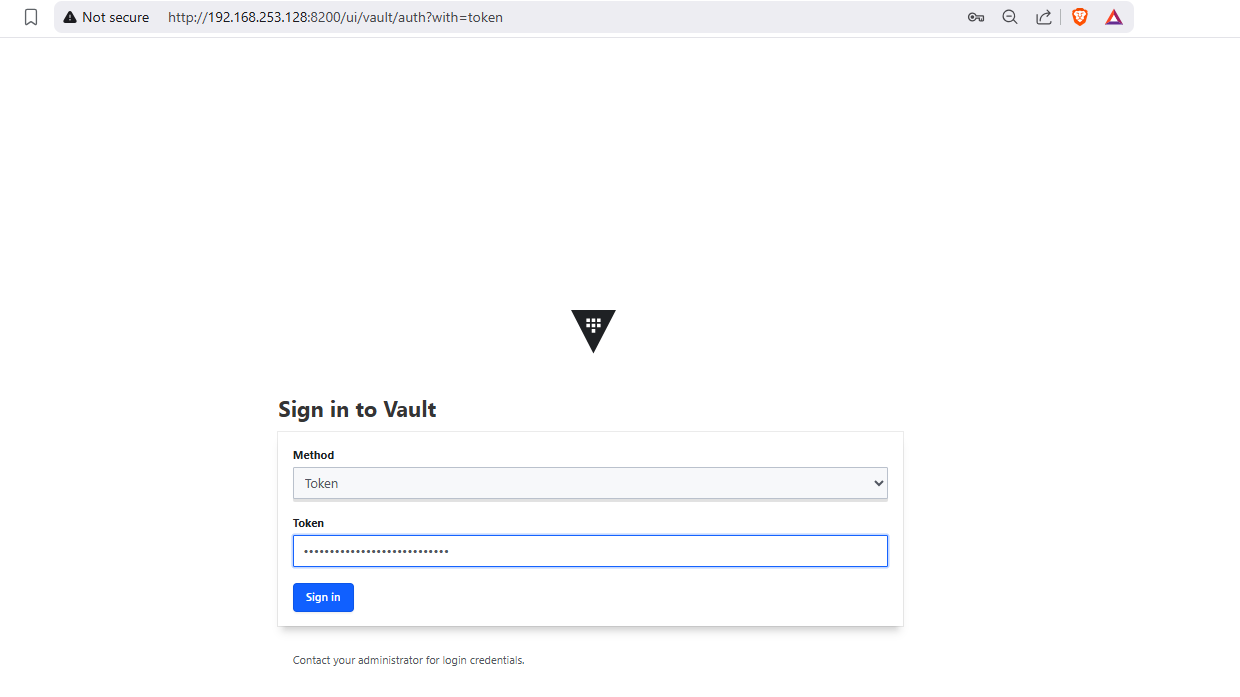 Not secure http://192.168.253.128:8200/ui/vault/auth?with=token
Sign in to Vault
Method
Token
Token
••••••••••••••••••••••••••••
Sign in
Contact your administrator for login credentials.